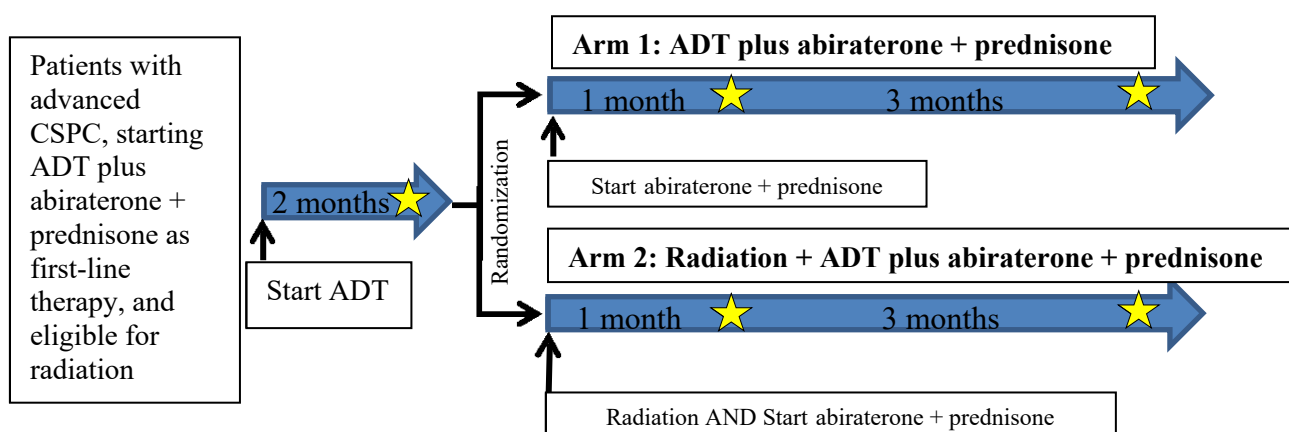 Patients with
advanced
CSPC, starting
ADT plus
abiraterone +
prednisone as
first-line
therapy, and
eligible for
radiation
2 months
Start ADT
Randomization
Arm 1: ADT plus abiraterone + prednisone
1 month
3 months
Start abiraterone + prednisone
Arm 2: Radiation + ADT plus abiraterone + prednisone
1 month
3 months
Radiation AND Start abiraterone + prednisone